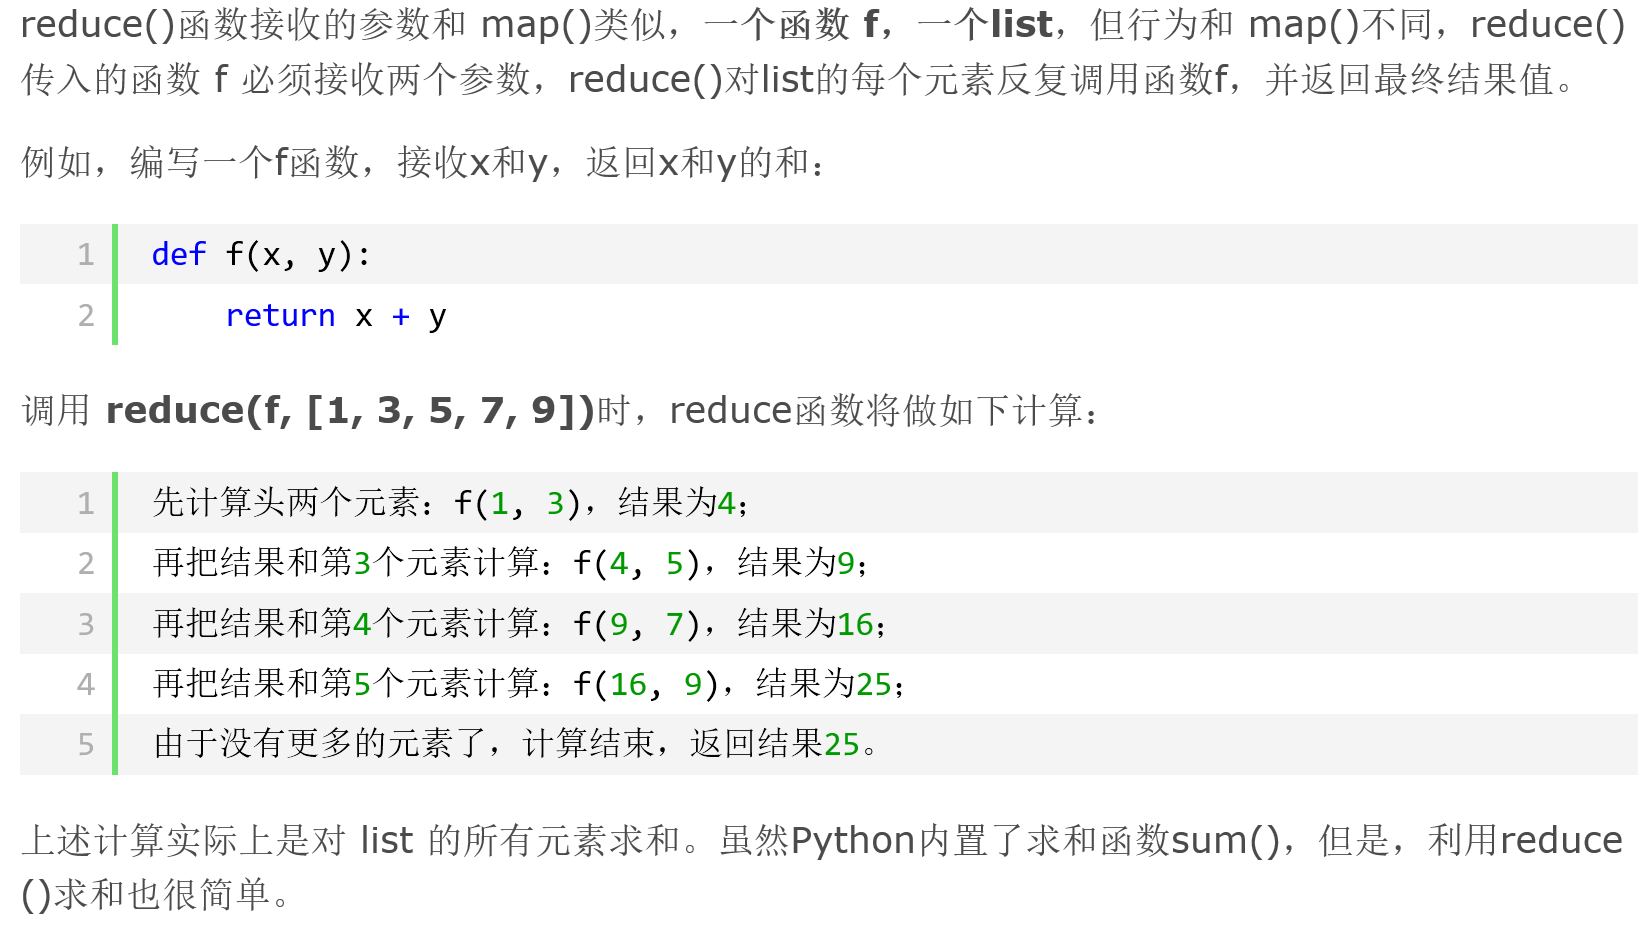 reduce()函数接收的参数和 map()类似，一个函数 f，一个list，但行为和 map()不同，reduce()
传入的函数 f 必须接收两个参数，reduce()对list的每个元素反复调用函数f，并返回最终结果值。
例如，编写一个f函数，接收x和y，返回x和y的和：
1 def f(x, y):
2     return x + y
调用 reduce(f, [1, 3, 5, 7, 9])时，reduce函数将做如下计算：
1 先计算头两个元素：f(1, 3)，结果为4；
2 再把结果和第3个元素计算：f(4, 5)，结果为9；
3 再把结果和第4个元素计算：f(9, 7)，结果为16；
4 再把结果和第5个元素计算：f(16, 9)，结果为25；
5 由于没有更多的元素了，计算结束，返回结果25。
上述计算实际上是对 list 的所有元素求和。虽然Python内置了求和函数sum()，但是，利用reduce
()求和也很简单。